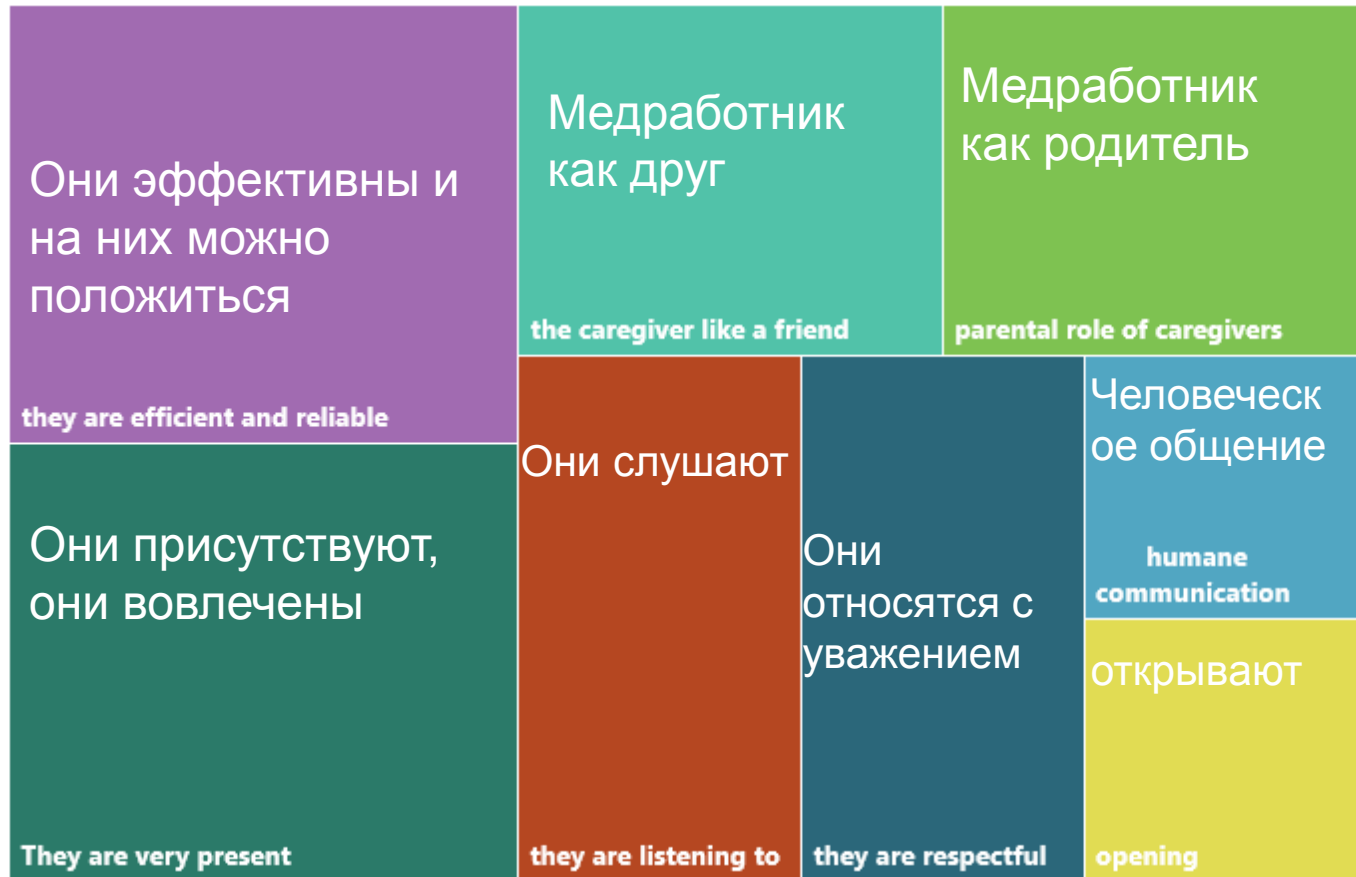 Они эффективны и
на них можно
положиться
they are efficient and reliable
Медработник
как друг
the caregiver like a friend
Медработник
как родитель
parental role of caregivers
Они присутствуют,
они вовлечены
They are very present
Они слушают
they are listening to
Они
относятся с
уважением
they are respectful
Человеческ
ое общение
humane
communication
открывают
opening